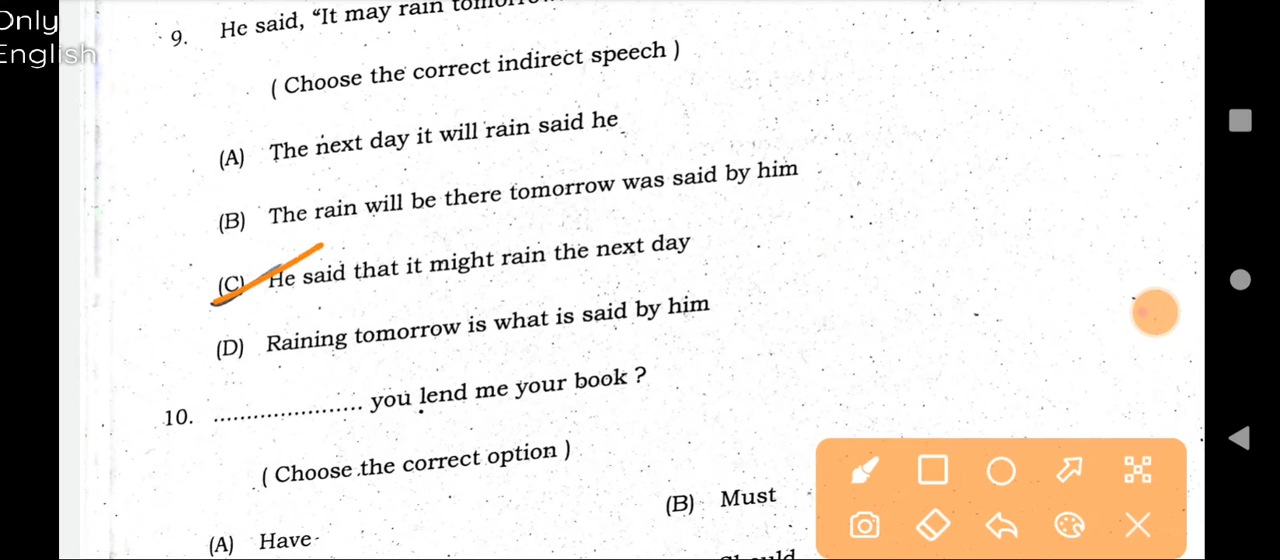 Only
English
9. He said, “It may rain
( Choose the correct indirect speech )
(A) The next day it will rain said he
(B) The rain will be there tomorrow was said by him
(C) He said that it might rain the next day
(D) Raining tomorrow is what is said by him
10. ..................... you lend me your book ?
( Choose the correct option )
(A) Have
(B) Must